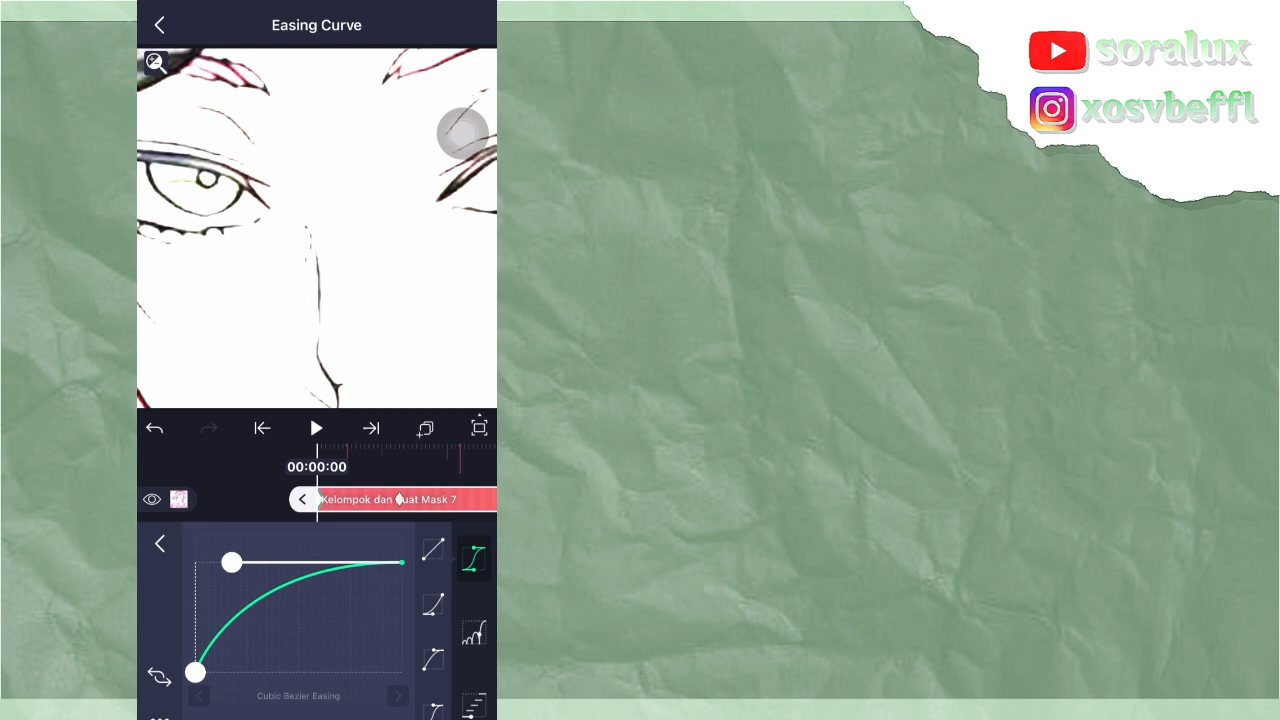 Easing Curve
soralux
xosvbeffl
00:00:00
Kelompok dan Buat Mask 7
Cubic Bezier Easing